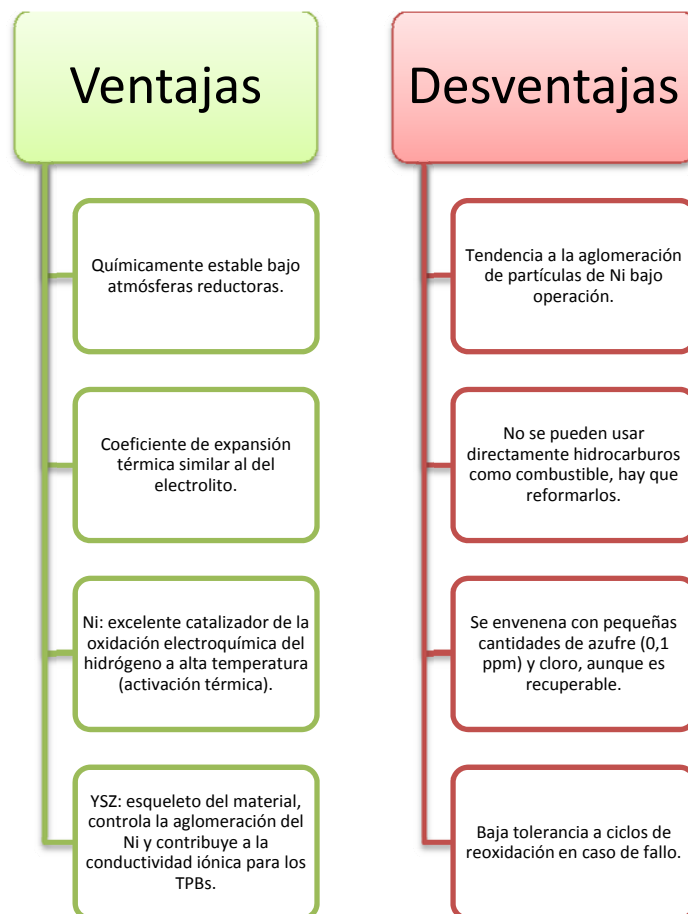 Ventajas
Químicamente estable bajo
atmósferas reductoras.
Coeficiente de expansión
térmica similar al del
electrolito.
Ni: excelente catalizador de la
oxidación electroquímica del
hidrógeno a alta temperatura
(activación térmica).
YSZ: esqueleto del material,
controla la aglomeración del
Ni y contribuye a la
conductividad iónica para los
TPBs.
Desventajas
Tendencia a la aglomeración
de partículas de Ni bajo
operación.
No se pueden usar
directamente hidrocarburos
como combustible, hay que
reformarlos.
Se envenena con pequeñas
cantidades de azufre (0,1
ppm) y cloro, aunque es
recuperable.
Baja tolerancia a ciclos de
reoxidación en caso de fallo.